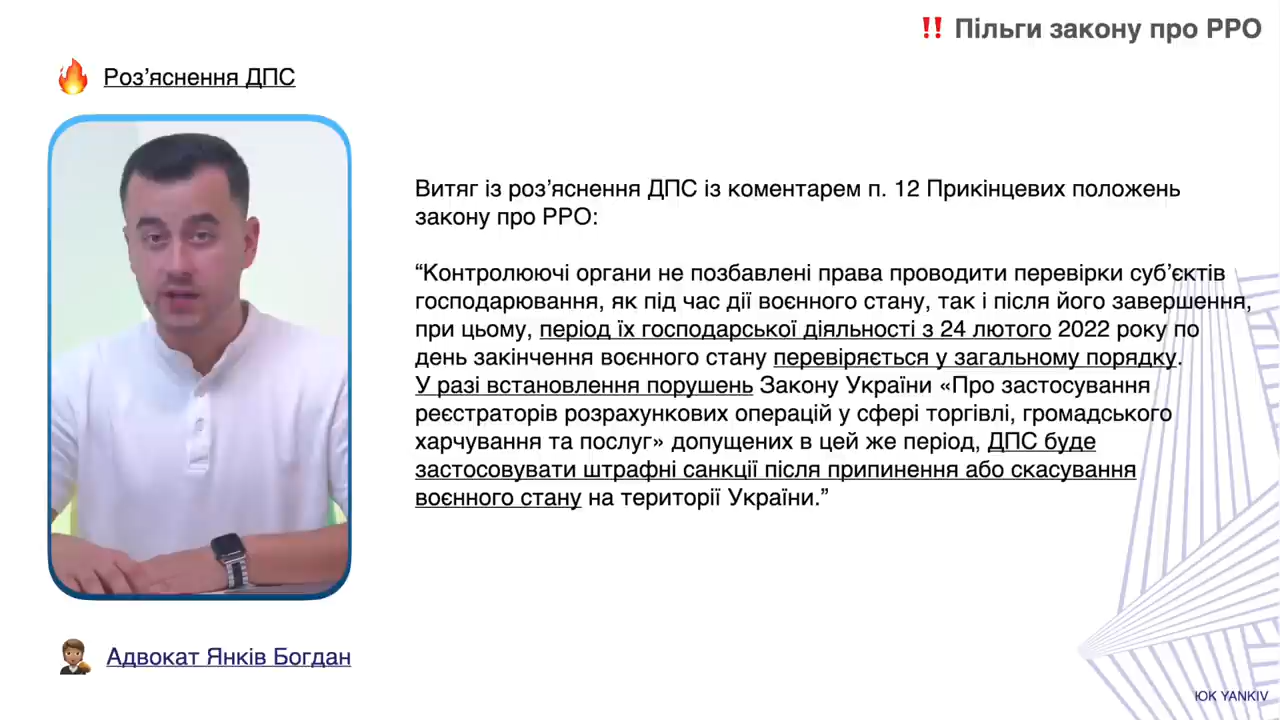 ‼ Пільги закону про РРО
Роз’яснення ДПС
Витяг із роз’яснення ДПС із коментарем п. 12 Прикінцевих положень
закону про РРО:
“Контролюючі органи не позбавлені права проводити перевірки суб’єктів
господарювання, як під час дії воєнного стану, так і після його завершення,
при цьому, період їх господарської діяльності з 24 лютого 2022 року по
день закінчення воєнного стану перевіряється у загальному порядку.
У разі встановлення порушень Закону України «Про застосування
реєстраторів розрахункових операцій у сфері торгівлі, громадського
харчування та послуг» допущених в цей же період, ДПС буде
застосовувати штрафні санкції після припинення або скасування
воєнного стану на території України.”
Адвокат Янків Богдан
ЮК YANKIV